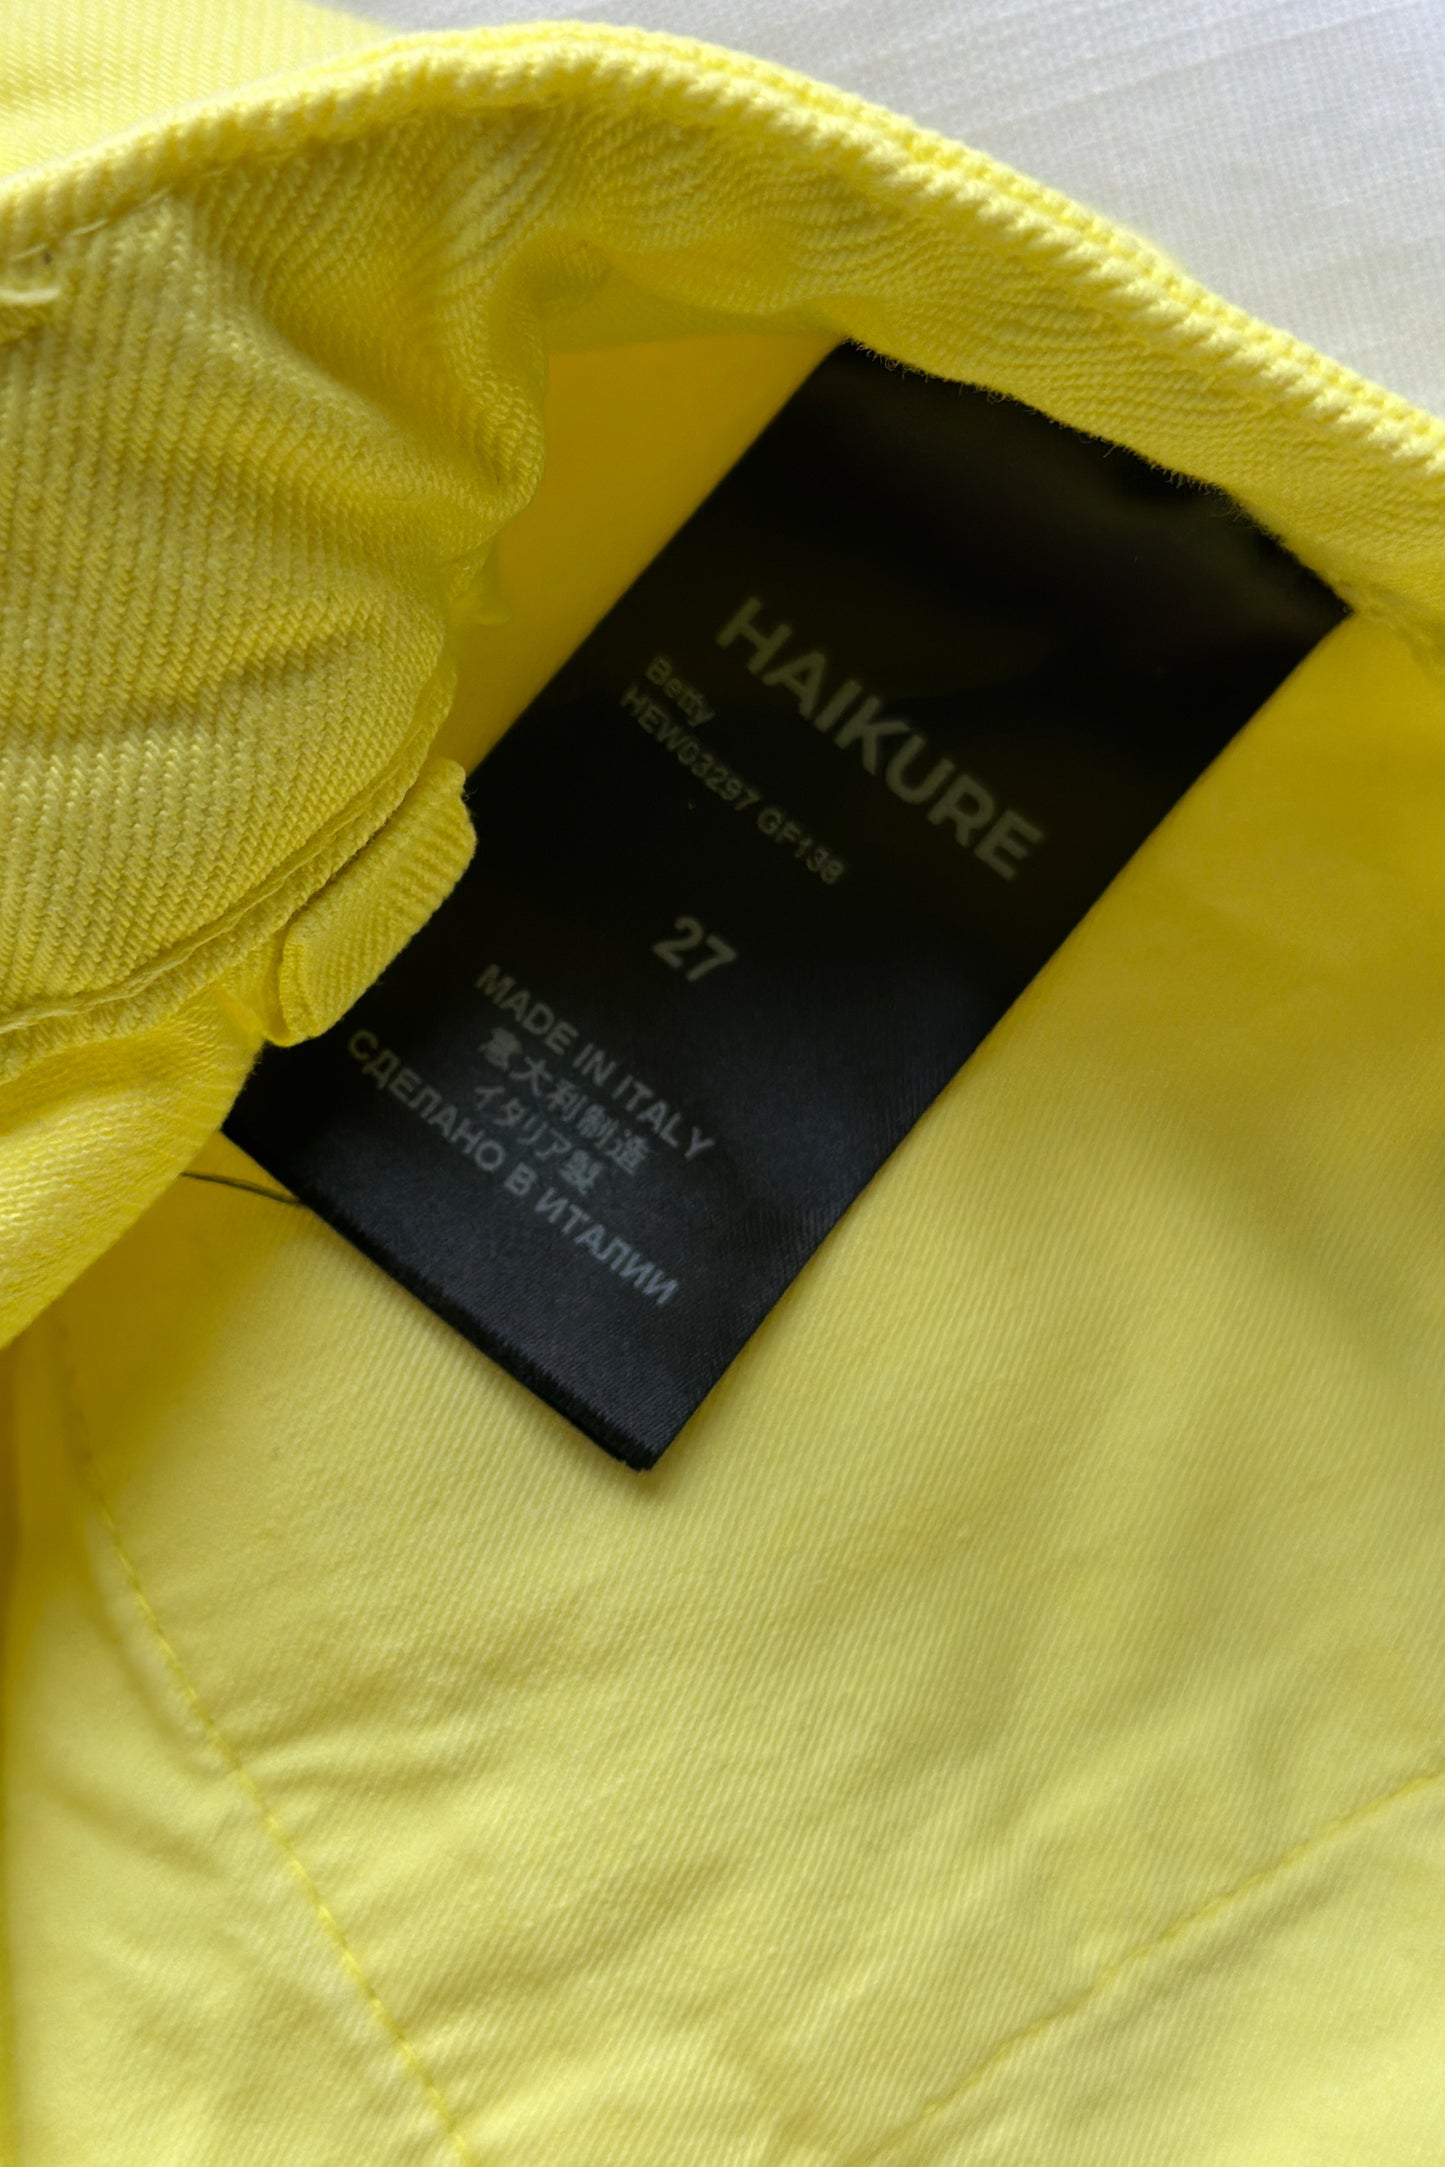 HAIKURE
Betty
HEW03297 GF138
27
MADE IN ITALY
意大利制造
イタリア製
СДЕЛАНО В ИТАЛИИ